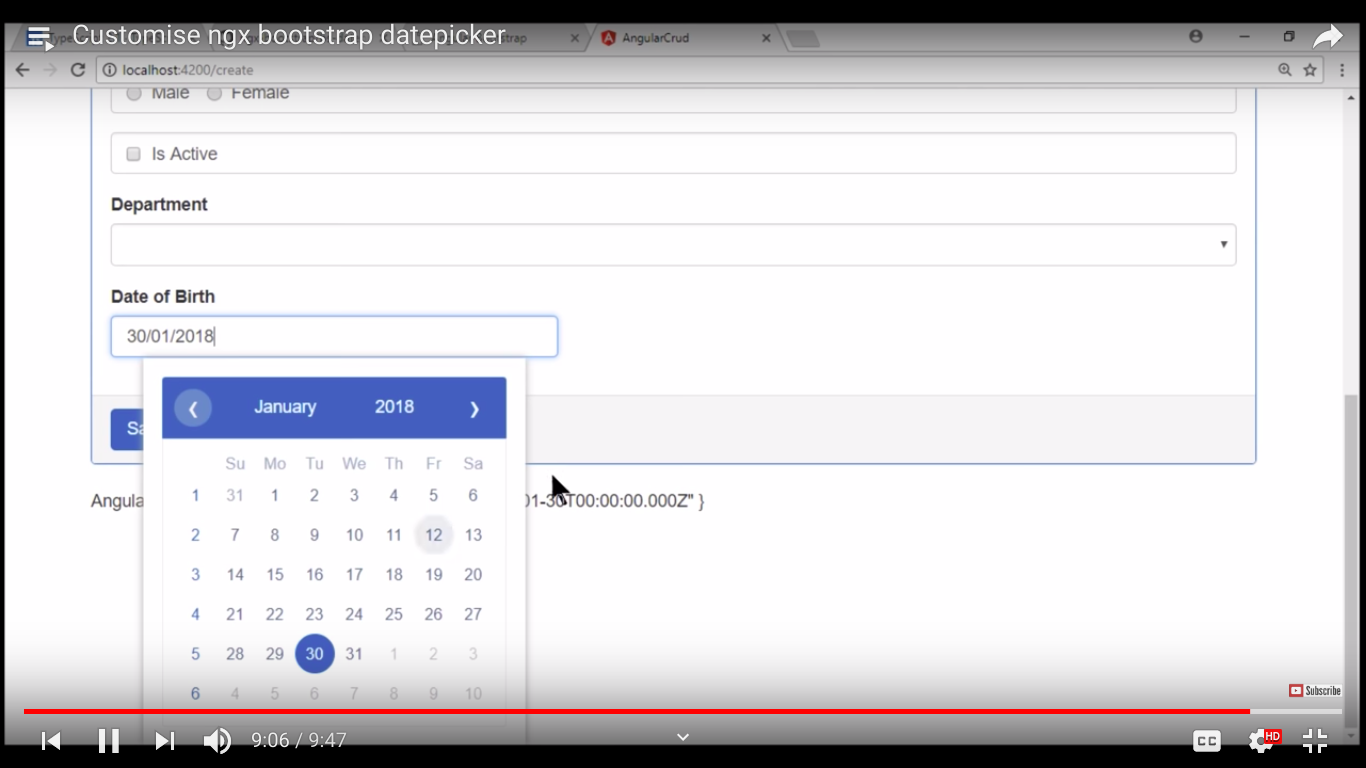 Customise ngx bootstrap datepicker
AngularCrud
localhost:4200/create
Male Female
Is Active
Department
Date of Birth
30/01/2018
January 2018
Su Mo Tu We Th Fr Sa
1 31 1 2 3 4 5 6
2 7 8 9 10 11 12 13
3 14 15 16 17 18 19 20
4 21 22 23 24 25 26 27
5 28 29 30 31 1 2 3
6 4 5 6 7 8 9 10
Sa
Angula 01-30T00:00:00.000Z" }
Subscribe
9:06 / 9:47
CC
HD